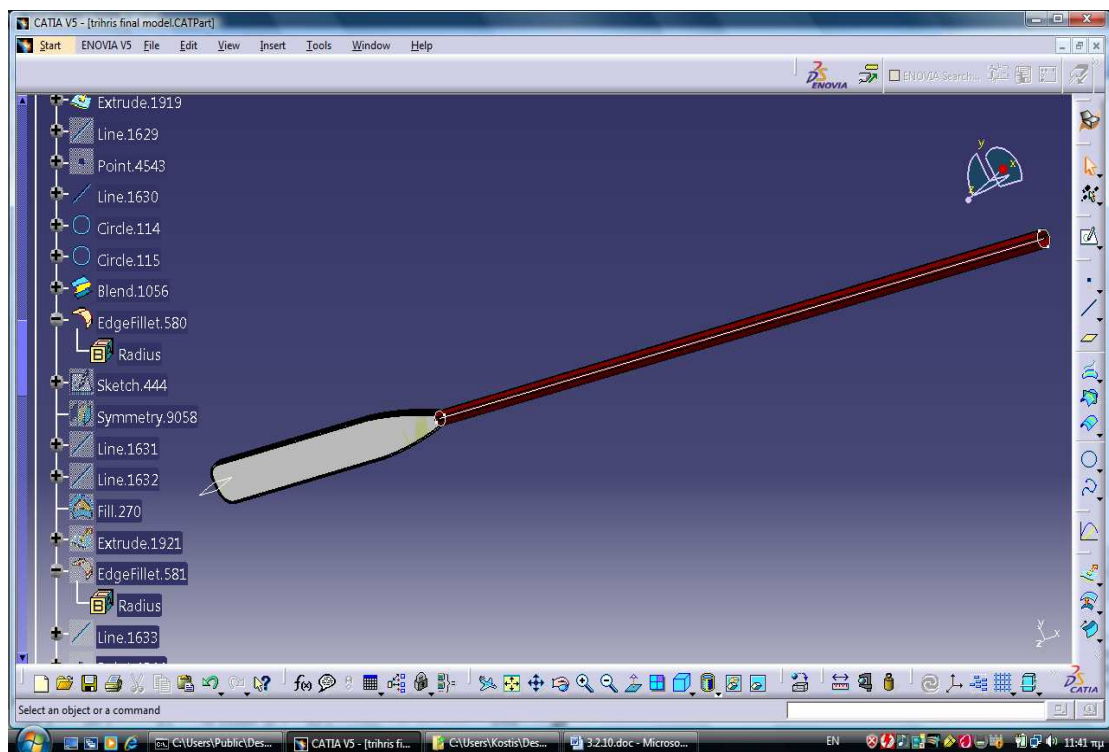 CATIA V5 - [trihris final model.CATPart]
Start ENOVIA V5 File Edit View Insert Tools Window Help
ENOVIA
ENOVIA Search...
Extrude.1919
Line.1629
Point.4543
Line.1630
Circle.114
Circle.115
Blend.1056
EdgeFillet.580
Radius
Sketch.444
Symmetry.9058
Line.1631
Line.1632
Fill.270
Extrude.1921
EdgeFillet.581
Radius
Line.1633
y
x
z
y
x
z
f(x)
CATIA
Select an object or a command
C:\Users\Public\Des...
CATIA V5 - [trihris fi...
C:\Users\Kostis\Des...
3.2.10.doc - Microso...
EN
11:41 πμ